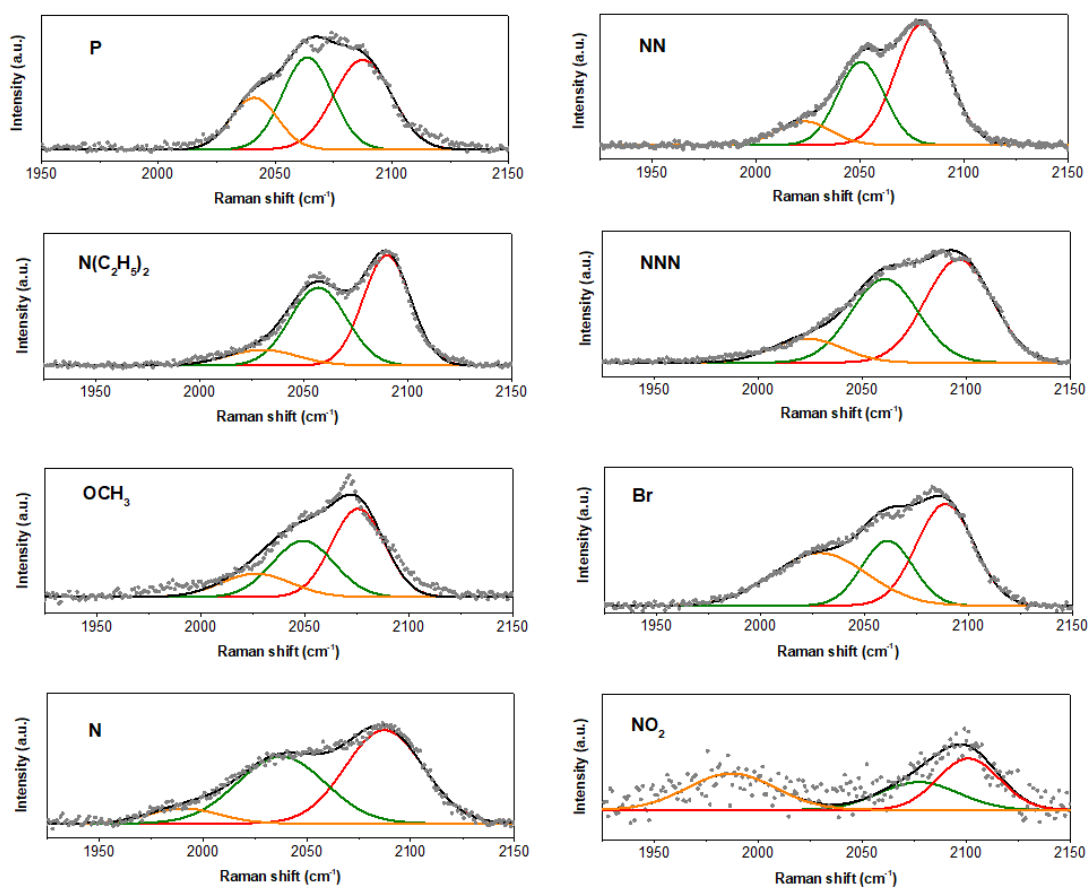 P
Intensity (a.u.)
1950 2000 2050 2100 2150
Raman shift (cm⁻¹)
NN
Intensity (a.u.)
1950 2000 2050 2100 2150
Raman shift (cm⁻¹)
N(C₂H₅)₂
Intensity (a.u.)
1950 2000 2050 2100 2150
Raman shift (cm⁻¹)
NNN
Intensity (a.u.)
1950 2000 2050 2100 2150
Raman shift (cm⁻¹)
OCH₃
Intensity (a.u.)
1950 2000 2050 2100 2150
Raman shift (cm⁻¹)
Br
Intensity (a.u.)
1950 2000 2050 2100 2150
Raman shift (cm⁻¹)
N
Intensity (a.u.)
1950 2000 2050 2100 2150
Raman shift (cm⁻¹)
NO₂
Intensity (a.u.)
1950 2000 2050 2100 2150
Raman shift (cm⁻¹)